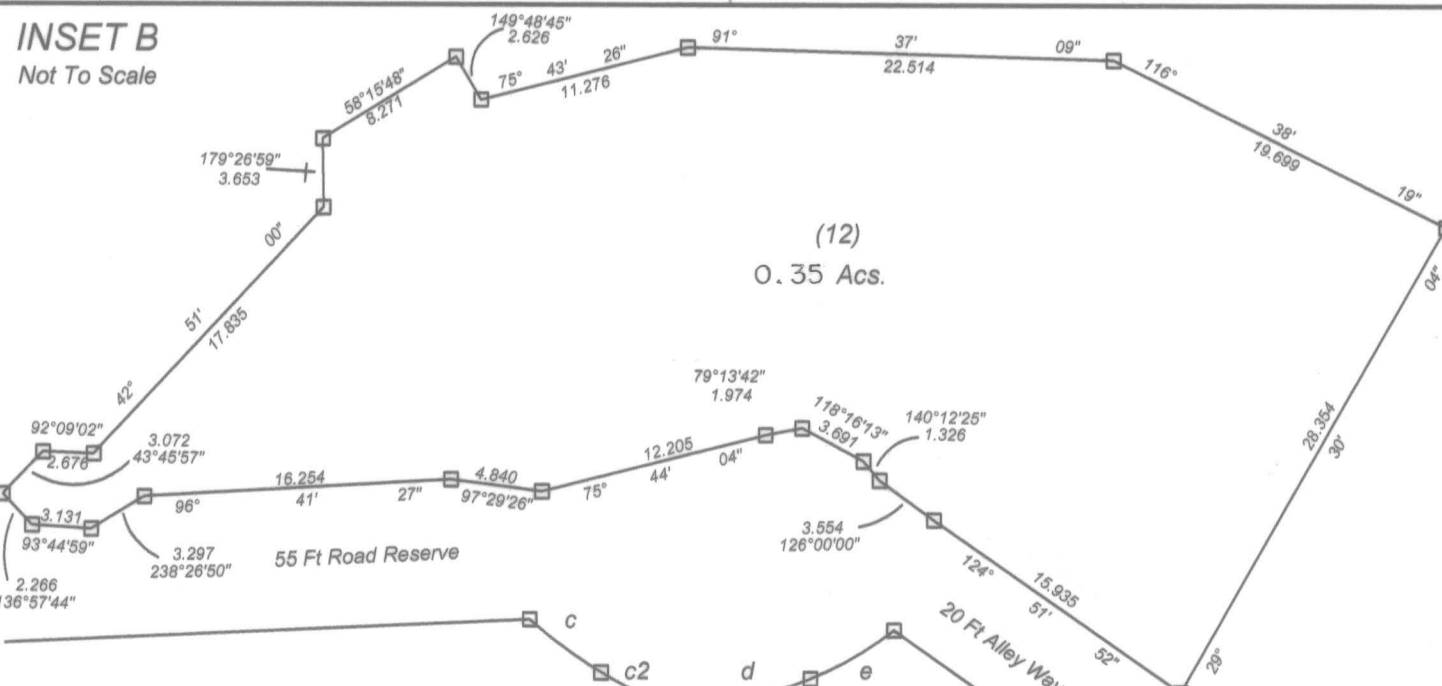 INSET B
Not To Scale
149°48'45"
2.626
58°15'48"
8.271
75° 43' 26"
11.276
91° 37' 09"
22.514
116° 38' 19"
19.699
179°26'59"
3.653
42° 51' 00"
17.835
(12)
0.35 Acs.
29° 30' 04"
28.354
92°09'02"
2.676
3.072
43°45'57"
3.131
93°44'59"
3.297
238°26'50"
2.266
136°57'44"
16.254
96° 41' 27"
4.840
97°29'26"
12.205
75° 44' 04"
79°13'42"
1.974
118°16'13"
3.691
140°12'25"
1.326
3.554
126°00'00"
15.935
124° 51' 52"
55 Ft Road Reserve
20 Ft Alley Way
c
c2
d
e